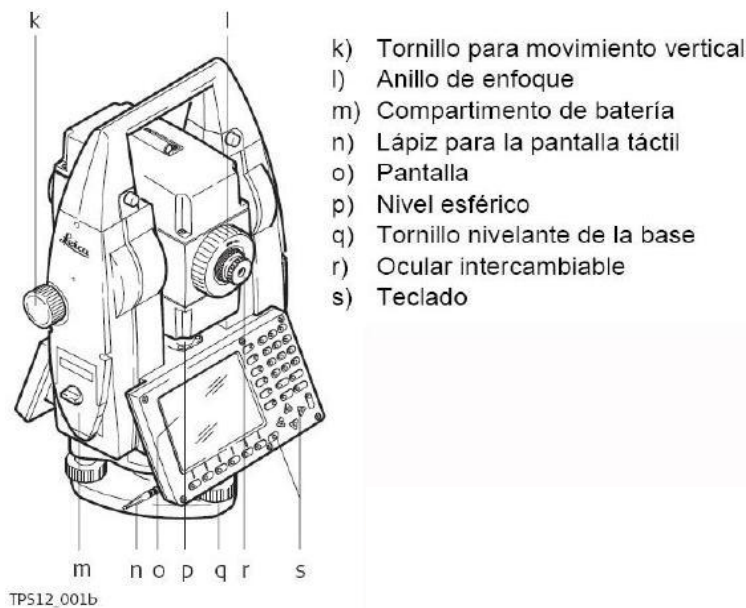 k l
k) Tornillo para movimiento vertical
l) Anillo de enfoque
m) Compartimento de batería
n) Lápiz para la pantalla táctil
o) Pantalla
p) Nivel esférico
q) Tornillo nivelante de la base
r) Ocular intercambiable
s) Teclado
Leica
m n o p q r s
TPS12_001b